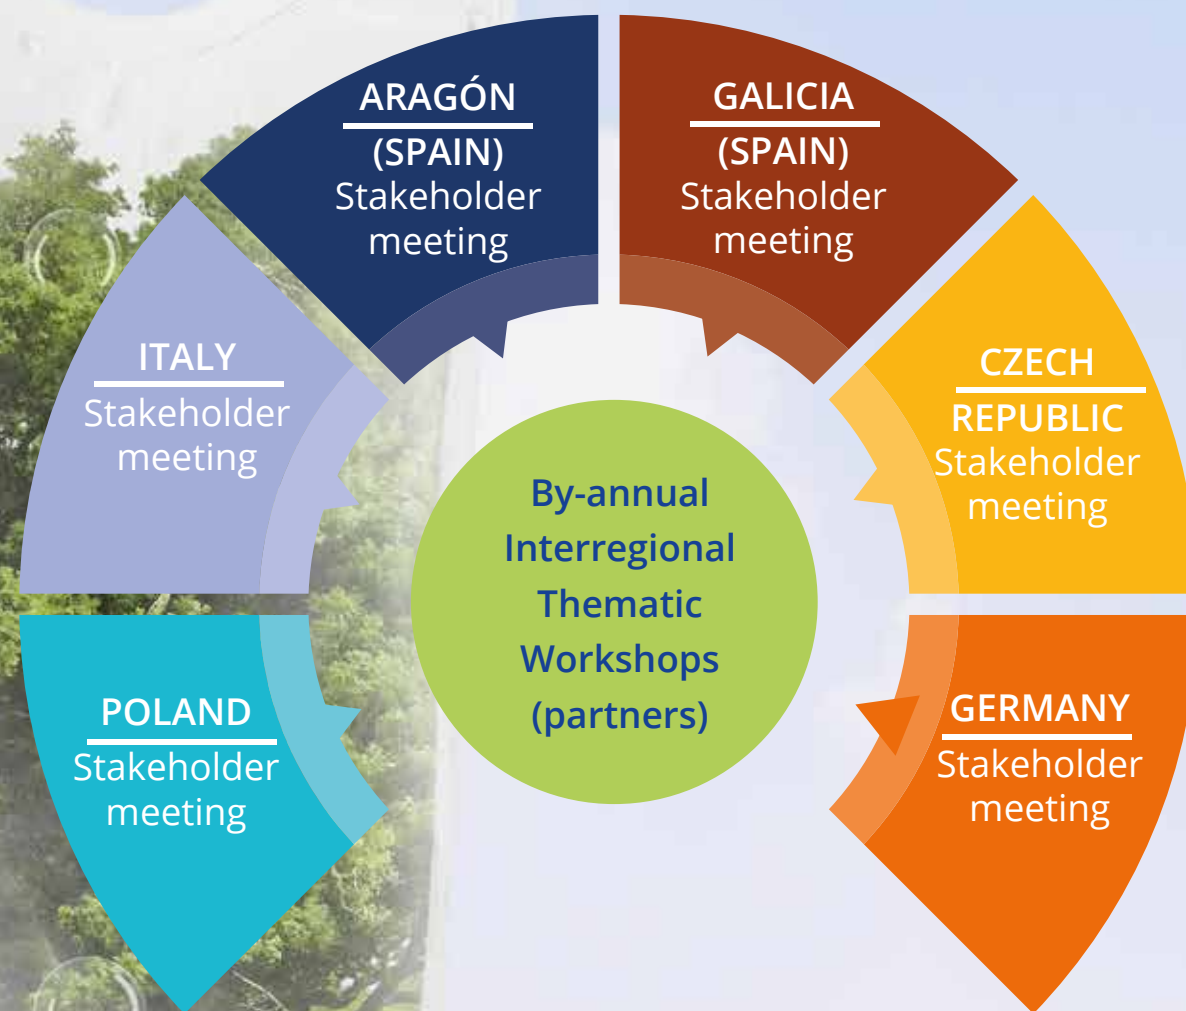 ARAGÓN
(SPAIN)
Stakeholder
meeting
GALICIA
(SPAIN)
Stakeholder
meeting
ITALY
Stakeholder
meeting
CZECH
REPUBLIC
Stakeholder
meeting
By-annual
Interregional
Thematic
Workshops
(partners)
POLAND
Stakeholder
meeting
GERMANY
Stakeholder
meeting